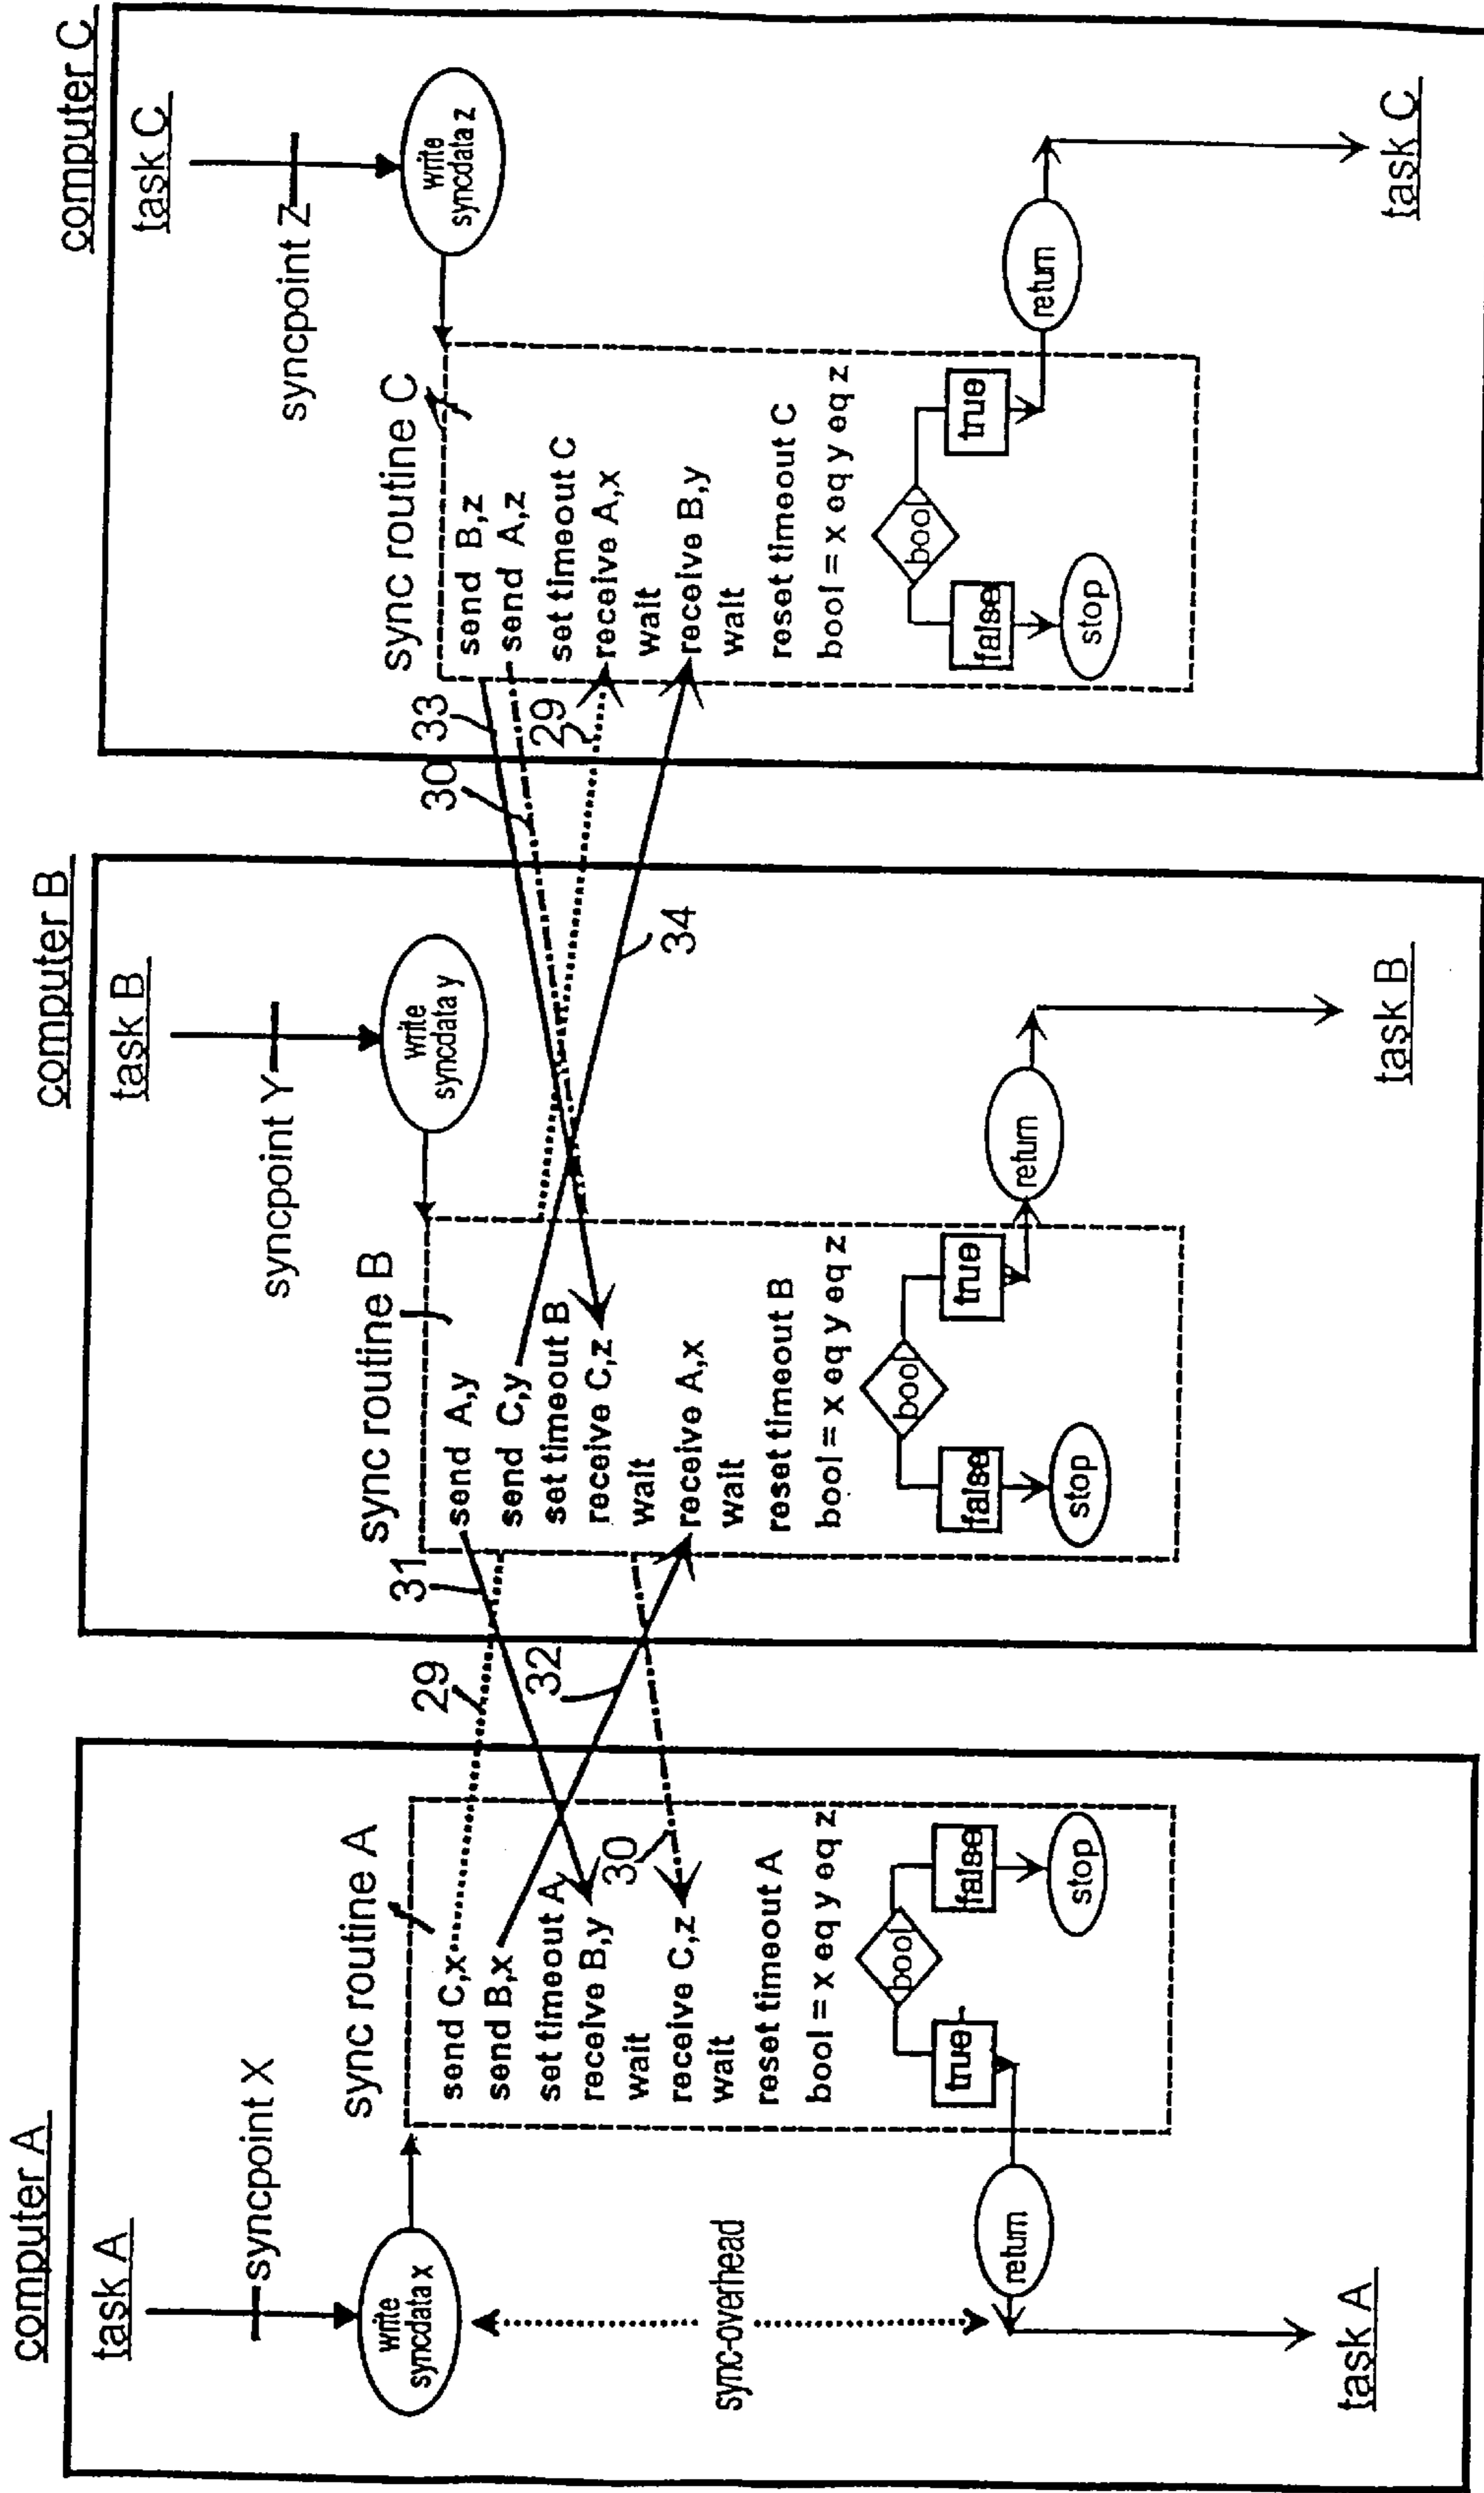 computer A
task A
syncpoint X
write
syncdata x
sync routine A
send C,x
send B,x
set timeout A
receive B,y
wait
receive C,z
wait
reset timeout A
bool = x eq y eq z
bool
true
false
stop
return
sync-overhead
task A
29
31
32
30
computer B
task B
syncpoint Y
write
syncdata y
sync routine B
send A,y
send C,y
set timeout B
receive C,z
wait
receive A,x
wait
reset timeout B
bool = x eq y eq z
bool
false
true
stop
return
task B
33
30
29
34
computer C
task C
syncpoint Z
write
syncdata z
sync routine C
send B,z
send A,z
set timeout C
receive A,x
wait
receive B,y
wait
reset timeout C
bool = x eq y eq z
bool
false
true
stop
return
task C